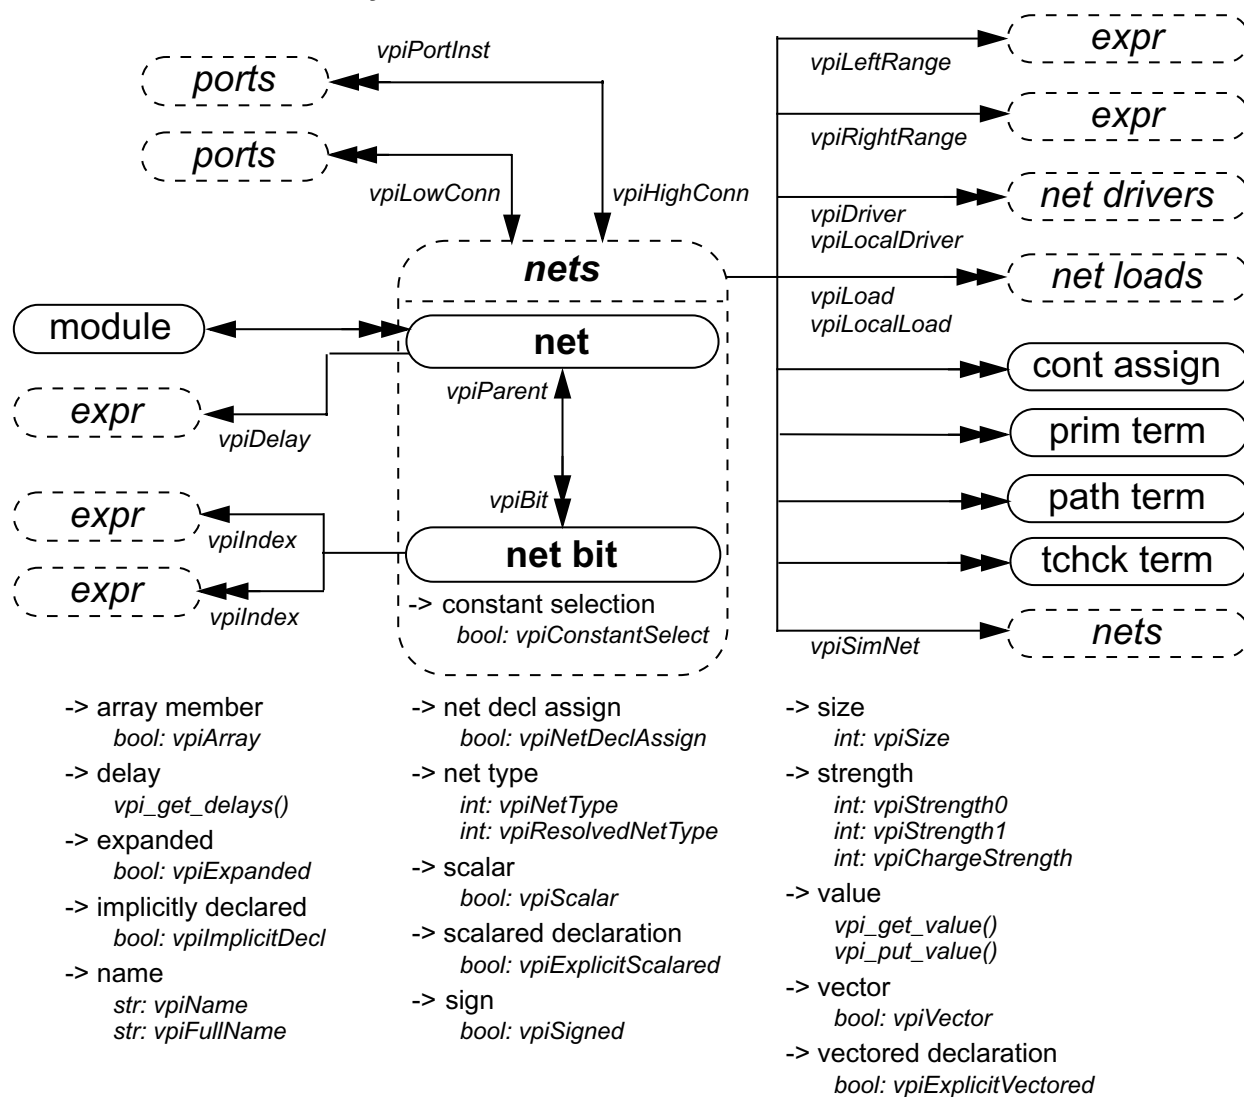 vpiPortInst
ports
expr
vpiLeftRange
ports
expr
vpiRightRange
vpiLowConn
vpiHighConn
net drivers
vpiDriver
vpiLocalDriver
nets
net loads
vpiLoad
vpiLocalLoad
module
net
cont assign
vpiParent
expr
vpiDelay
prim term
vpiBit
path term
expr
vpiIndex
net bit
tchck term
expr
vpiIndex
-> constant selection
bool: vpiConstantSelect
nets
vpiSimNet
-> array member
bool: vpiArray
-> delay
vpi_get_delays()
-> expanded
bool: vpiExpanded
-> implicitly declared
bool: vpiImplicitDecl
-> name
str: vpiName
str: vpiFullName
-> net decl assign
bool: vpiNetDeclAssign
-> net type
int: vpiNetType
int: vpiResolvedNetType
-> scalar
bool: vpiScalar
-> scalared declaration
bool: vpiExplicitScalared
-> sign
bool: vpiSigned
-> size
int: vpiSize
-> strength
int: vpiStrength0
int: vpiStrength1
int: vpiChargeStrength
-> value
vpi_get_value()
vpi_put_value()
-> vector
bool: vpiVector
-> vectored declaration
bool: vpiExplicitVectored